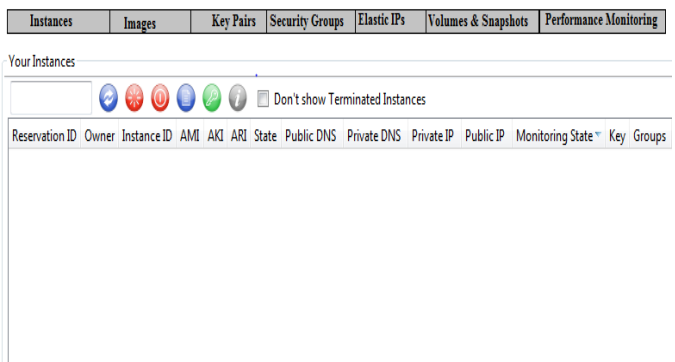 Instances Images Key Pairs Security Groups Elastic IPs Volumes & Snapshots Performance Monitoring
Your Instances
Don't show Terminated Instances
Reservation ID Owner Instance ID AMI AKI ARI State Public DNS Private DNS Private IP Public IP Monitoring State Key Groups